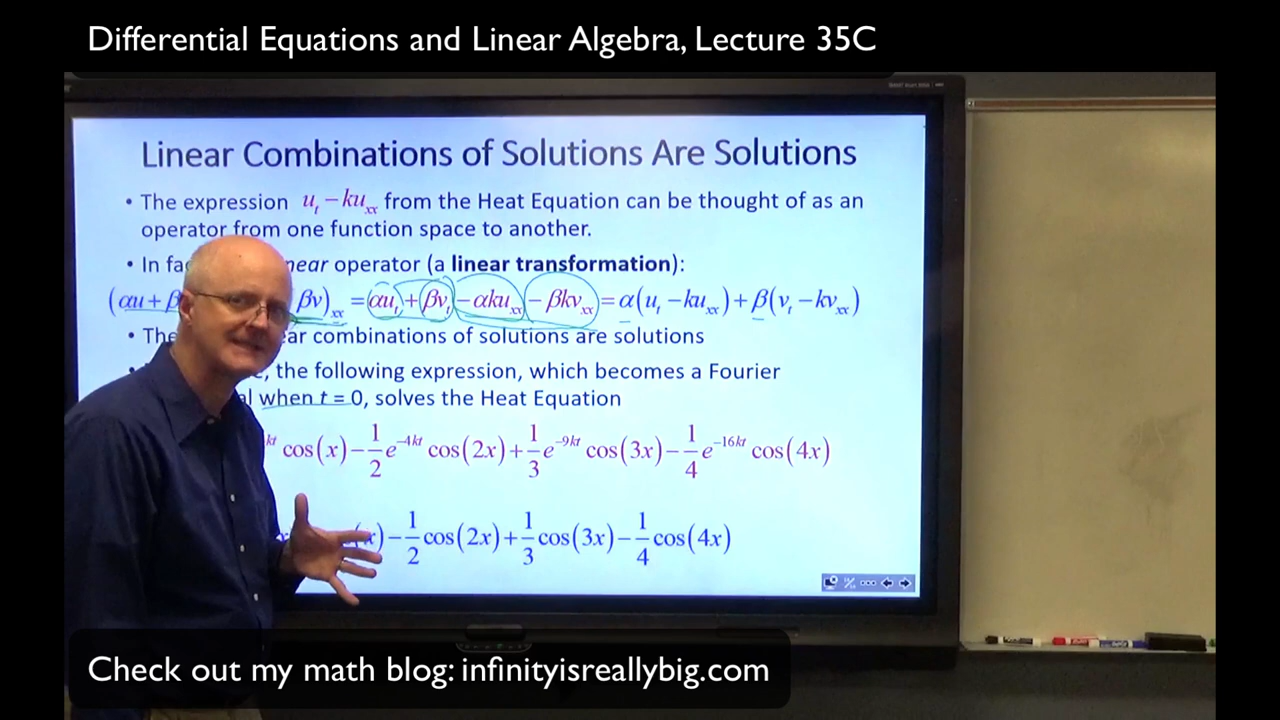 Differential Equations and Linear Algebra, Lecture 35C
Linear Combinations of Solutions Are Solutions
• The expression u_t − ku_xx from the Heat Equation can be thought of as an
operator from one function space to another.
• In operator (a linear transformation):
(αu + β βv)_xx = αu_t + βv_t − αku_xx − βkv_xx = α(u_t − ku_xx) + β(v_t − kv_xx)
• combinations of solutions are solutions
• the following expression, which becomes a Fourier
when t = 0, solves the Heat Equation
cos(x) − 1/2 e^−4kt cos(2x) + 1/3 e^−9kt cos(3x) − 1/4 e^−16kt cos(4x)
(x) − 1/2 cos(2x) + 1/3 cos(3x) − 1/4 cos(4x)
Check out my math blog: infinityisreallybig.com